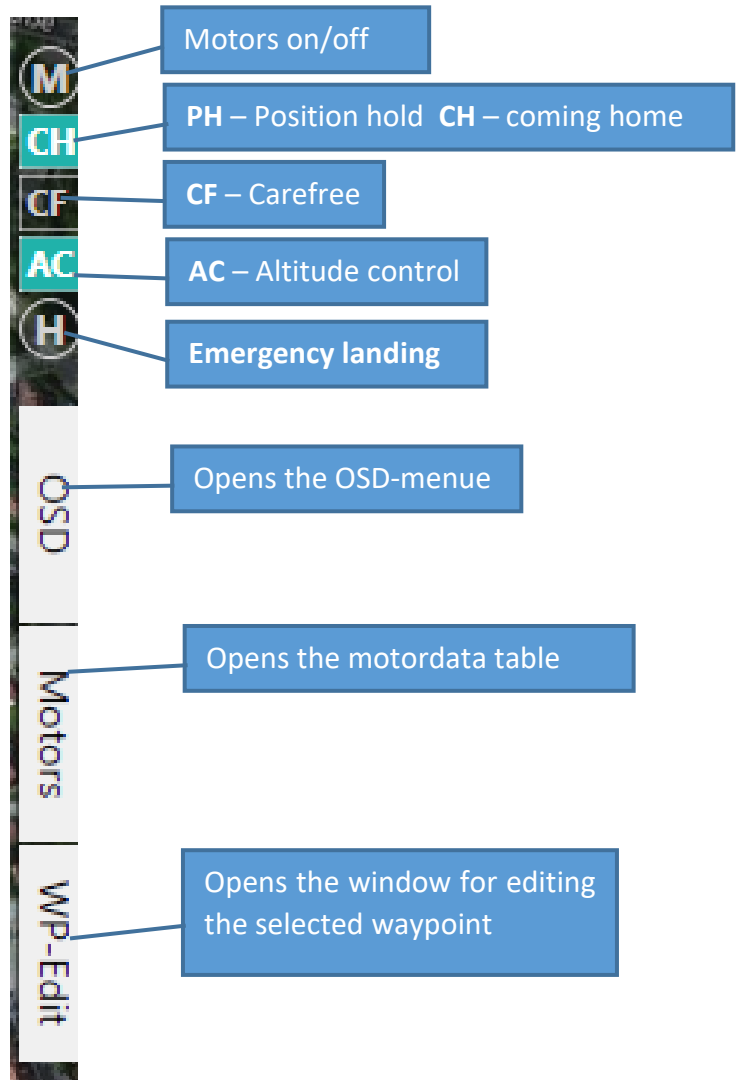 M
Motors on/off
CH
PH – Position hold  CH – coming home
CF
CF – Carefree
AC
AC – Altitude control
H
Emergency landing
OSD
Opens the OSD-menue
Motors
Opens the motordata table
WP-Edit
Opens the window for editing
the selected waypoint